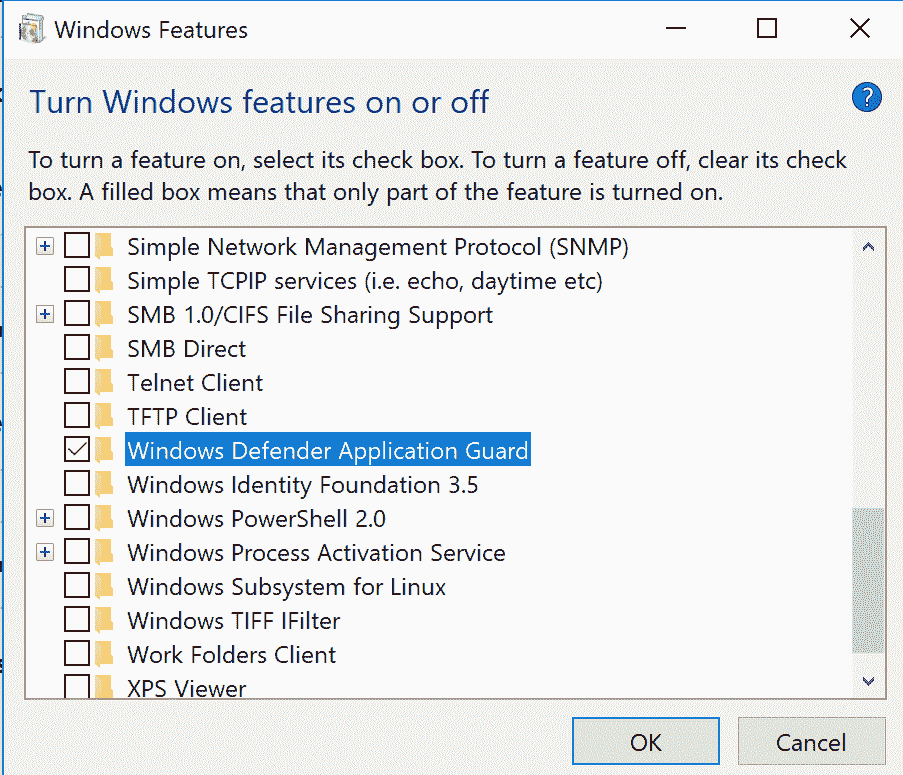 Windows Features
Turn Windows features on or off
?
To turn a feature on, select its check box. To turn a feature off, clear its check
box. A filled box means that only part of the feature is turned on.
Simple Network Management Protocol (SNMP)
Simple TCPIP services (i.e. echo, daytime etc)
SMB 1.0/CIFS File Sharing Support
SMB Direct
Telnet Client
TFTP Client
Windows Defender Application Guard
Windows Identity Foundation 3.5
Windows PowerShell 2.0
Windows Process Activation Service
Windows Subsystem for Linux
Windows TIFF IFilter
Work Folders Client
XPS Viewer
OK Cancel